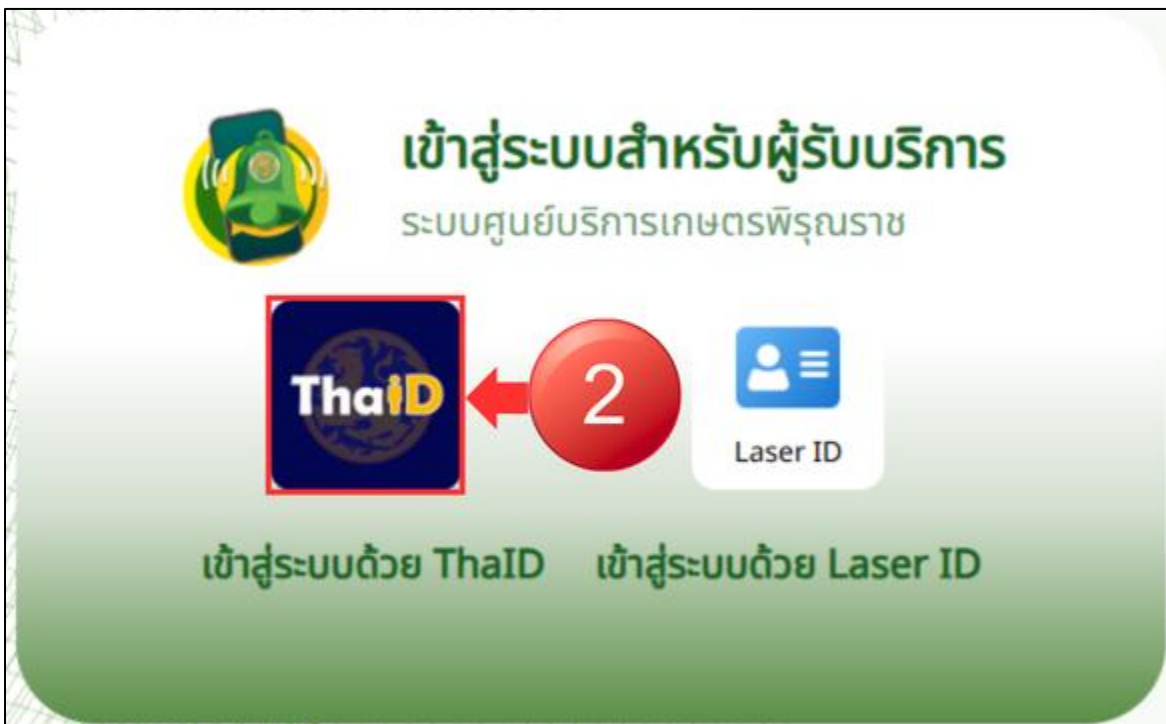 เข้าสู่ระบบสำหรับผู้รับบริการ
ระบบศูนย์บริการเกษตรพิรุณราช
ThaiD
2
Laser ID
เข้าสู่ระบบด้วย ThaID
เข้าสู่ระบบด้วย Laser ID